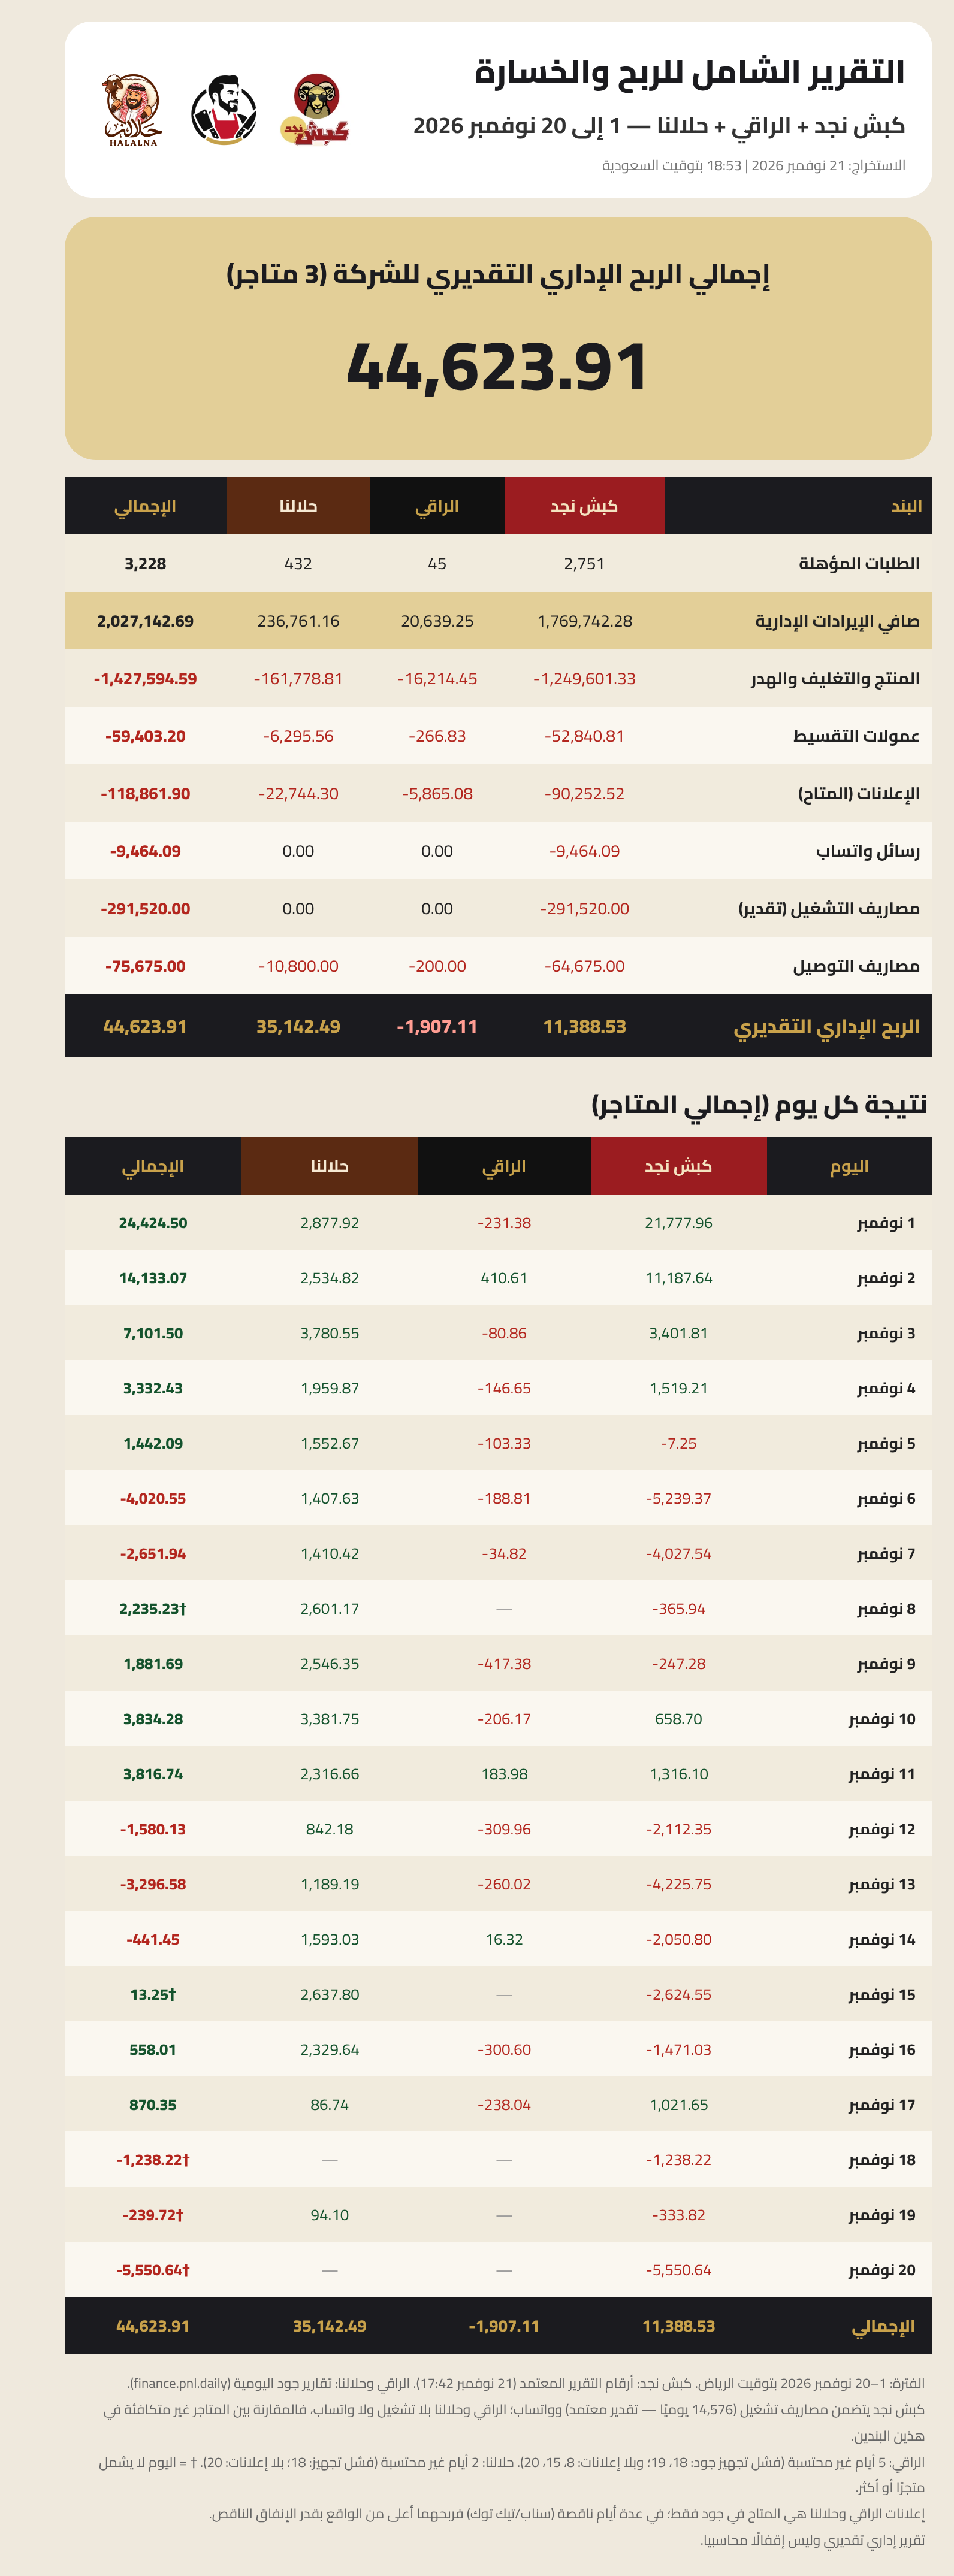 التقرير الشامل للربح والخسارة
كبش نجد + الراقي + حلالنا — 1 إلى 20 نوفمبر 2026
الاستخراج: 21 نوفمبر 2026 | 18:53 بتوقيت السعودية
كبش نجد
حلالنا
HALALNA
إجمالي الربح الإداري التقديري للشركة (3 متاجر)
44,623.91
البند كبش نجد الراقي حلالنا الإجمالي
الطلبات المؤهلة 2,751 45 432 3,228
صافي الإيرادات الإدارية 1,769,742.28 20,639.25 236,761.16 2,027,142.69
المنتج والتغليف والهدر -1,249,601.33 -16,214.45 -161,778.81 -1,427,594.59
عمولات التقسيط -52,840.81 -266.83 -6,295.56 -59,403.20
الإعلانات (المتاح) -90,252.52 -5,865.08 -22,744.30 -118,861.90
رسائل واتساب -9,464.09 0.00 0.00 -9,464.09
مصاريف التشغيل (تقدير) -291,520.00 0.00 0.00 -291,520.00
مصاريف التوصيل -64,675.00 -200.00 -10,800.00 -75,675.00
الربح الإداري التقديري 11,388.53 -1,907.11 35,142.49 44,623.91
نتيجة كل يوم (إجمالي المتاجر)
اليوم كبش نجد الراقي حلالنا الإجمالي
1 نوفمبر 21,777.96 -231.38 2,877.92 24,424.50
2 نوفمبر 11,187.64 410.61 2,534.82 14,133.07
3 نوفمبر 3,401.81 -80.86 3,780.55 7,101.50
4 نوفمبر 1,519.21 -146.65 1,959.87 3,332.43
5 نوفمبر -7.25 -103.33 1,552.67 1,442.09
6 نوفمبر -5,239.37 -188.81 1,407.63 -4,020.55
7 نوفمبر -4,027.54 -34.82 1,410.42 -2,651.94
8 نوفمبر -365.94 — 2,601.17 2,235.23†
9 نوفمبر -247.28 -417.38 2,546.35 1,881.69
10 نوفمبر 658.70 -206.17 3,381.75 3,834.28
11 نوفمبر 1,316.10 183.98 2,316.66 3,816.74
12 نوفمبر -2,112.35 -309.96 842.18 -1,580.13
13 نوفمبر -4,225.75 -260.02 1,189.19 -3,296.58
14 نوفمبر -2,050.80 16.32 1,593.03 -441.45
15 نوفمبر -2,624.55 — 2,637.80 13.25†
16 نوفمبر -1,471.03 -300.60 2,329.64 558.01
17 نوفمبر 1,021.65 -238.04 86.74 870.35
18 نوفمبر -1,238.22 — — -1,238.22†
19 نوفمبر -333.82 — 94.10 -239.72†
20 نوفمبر -5,550.64 — — -5,550.64†
الإجمالي 11,388.53 -1,907.11 35,142.49 44,623.91
الفترة: 1–20 نوفمبر 2026 بتوقيت الرياض. كبش نجد: أرقام التقرير المعتمد (21 نوفمبر 17:42). الراقي وحلالنا: تقارير جود اليومية (finance.pnl.daily).
كبش نجد يتضمن مصاريف تشغيل (14,576 يوميًا — تقدير معتمد) وواتساب؛ الراقي وحلالنا بلا تشغيل ولا واتساب، فالمقارنة بين المتاجر غير متكافئة في
هذين البندين.
الراقي: 5 أيام غير محتسبة (فشل تجهيز جود: 18، 19؛ وبلا إعلانات: 8، 15، 20). حلالنا: 2 أيام غير محتسبة (فشل تجهيز: 18؛ بلا إعلانات: 20). † = اليوم لا يشمل
متجرًا أو أكثر.
إعلانات الراقي وحلالنا هي المتاح في جود فقط؛ في عدة أيام ناقصة (سناب/تيك توك) فربحهما أعلى من الواقع بقدر الإنفاق الناقص.
تقرير إداري تقديري وليس إقفالًا محاسبيًا.